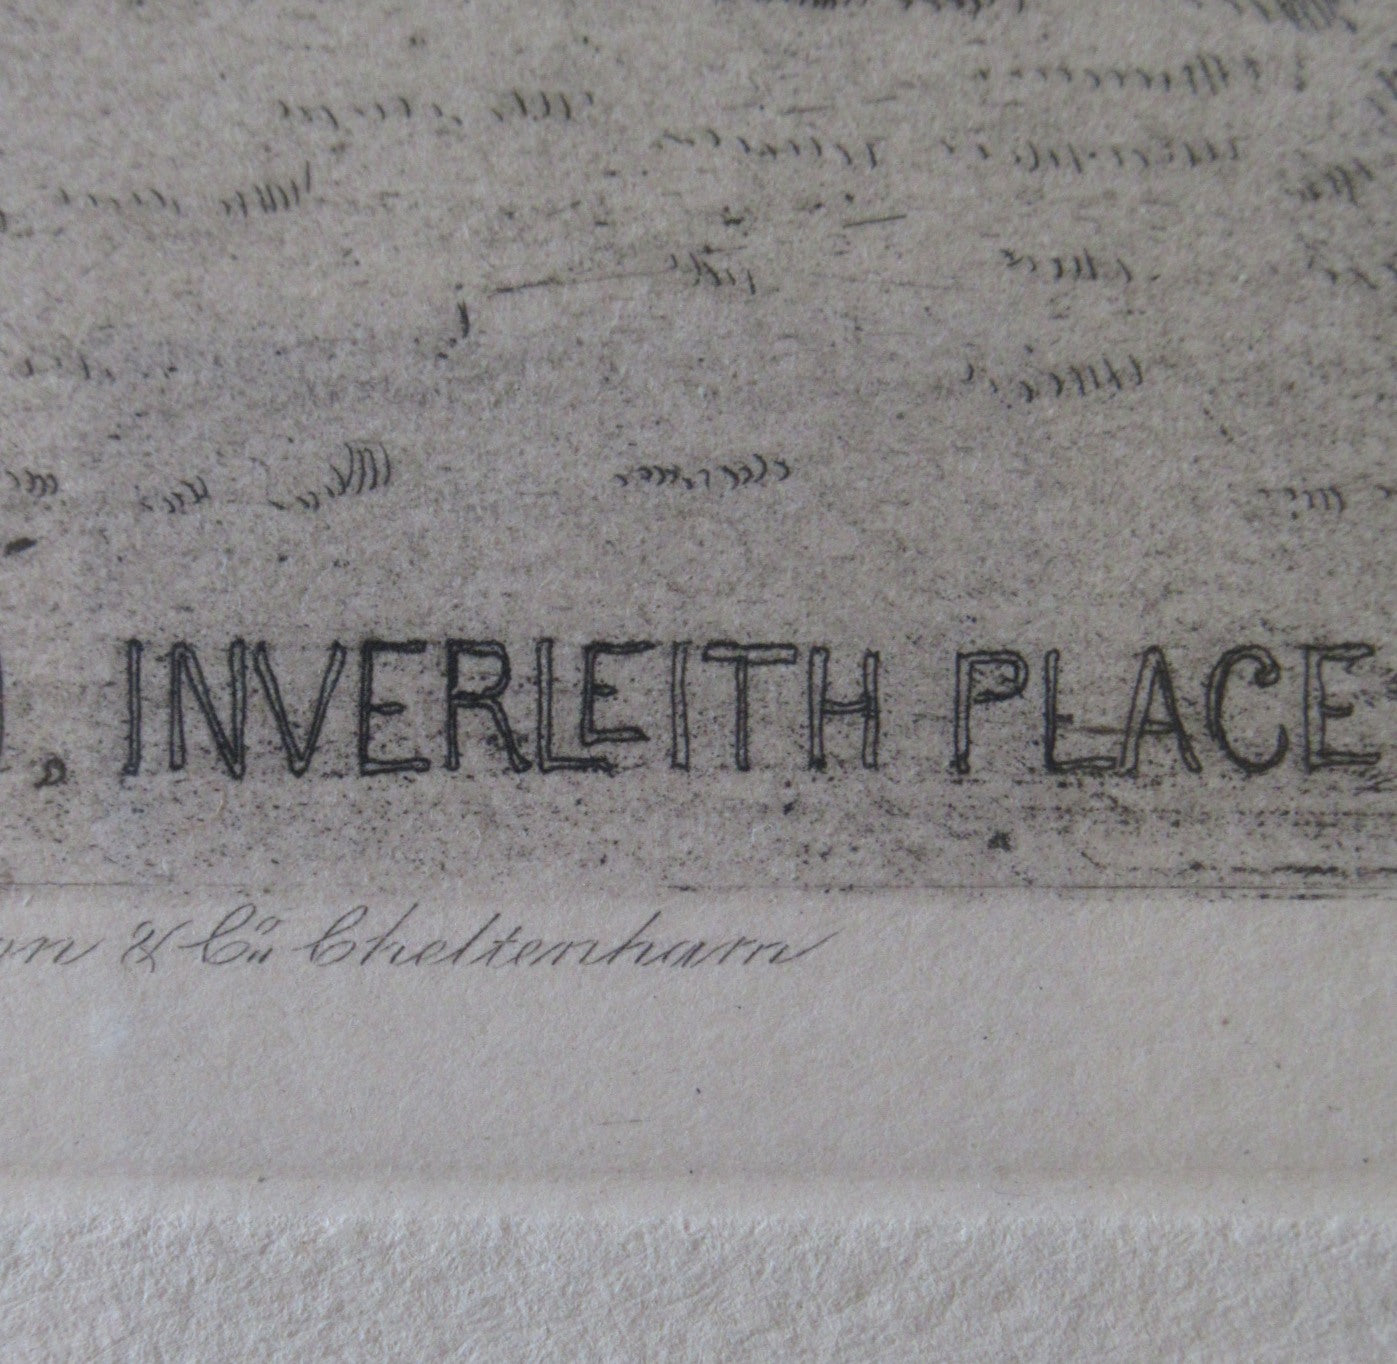 . INVERLEITH PLACE
& Co. Cheltenham